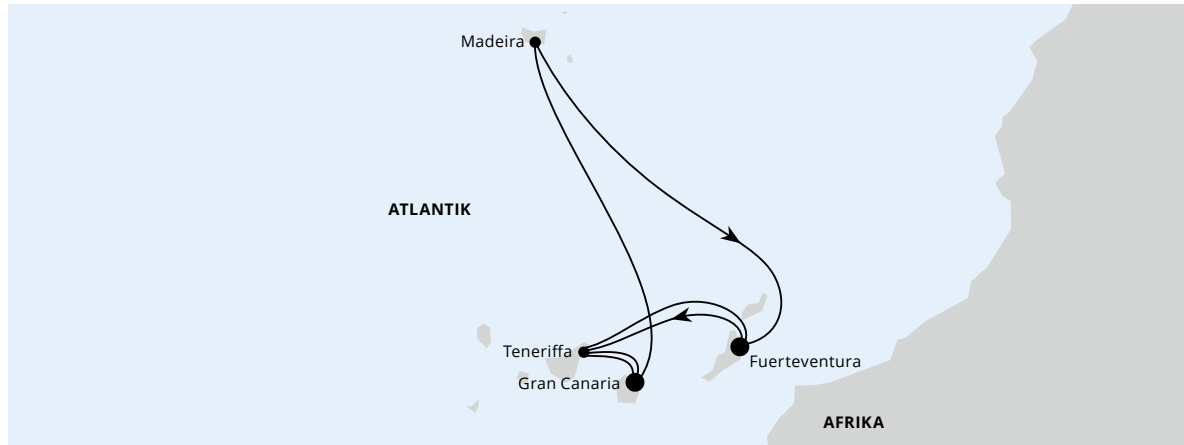 Madeira
ATLANTIK
Teneriffa
Fuerteventura
Gran Canaria
AFRIKA